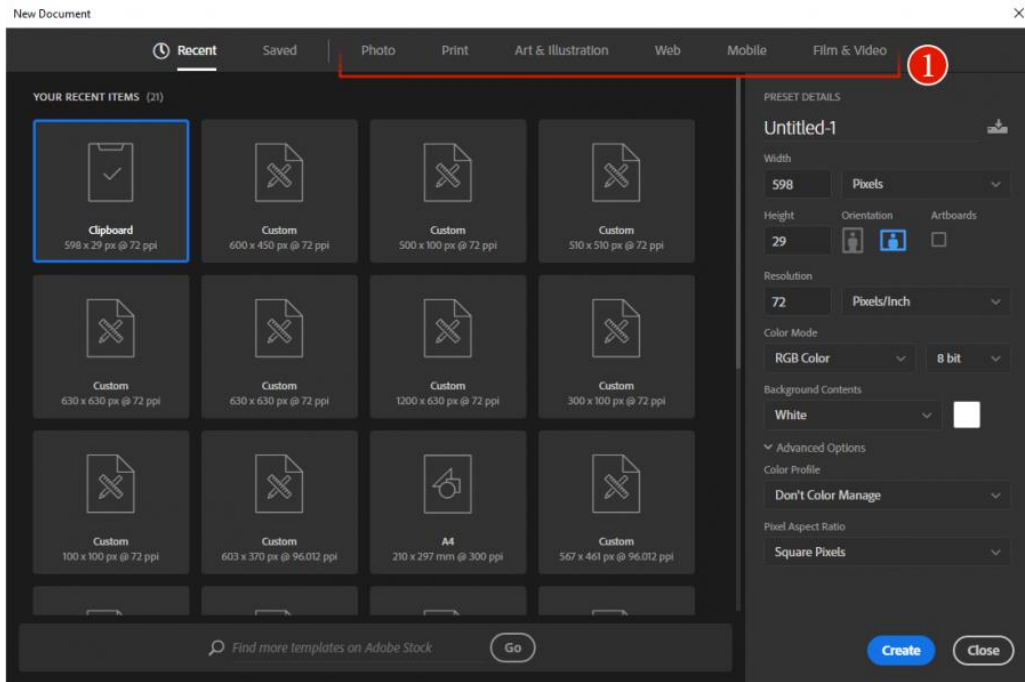 New Document
Recent Saved Photo Print Art & Illustration Web Mobile Film & Video
1
YOUR RECENT ITEMS (21)
Clipboard
598 x 29 px @ 72 ppi
Custom
600 x 450 px @ 72 ppi
Custom
500 x 100 px @ 72 ppi
Custom
510 x 510 px @ 72 ppi
Custom
630 x 630 px @ 72 ppi
Custom
630 x 630 px @ 72 ppi
Custom
1200 x 630 px @ 72 ppi
Custom
300 x 100 px @ 72 ppi
Custom
100 x 100 px @ 72 ppi
Custom
603 x 370 px @ 96.012 ppi
A4
210 x 297 mm @ 300 ppi
Custom
567 x 461 px @ 96.012 ppi
Find more templates on Adobe Stock Go
PRESET DETAILS
Untitled-1
Width
598 Pixels
Height Orientation Artboards
29
Resolution
72 Pixels/Inch
Color Mode
RGB Color 8 bit
Background Contents
White
Advanced Options
Color Profile
Don't Color Manage
Pixel Aspect Ratio
Square Pixels
Create Close